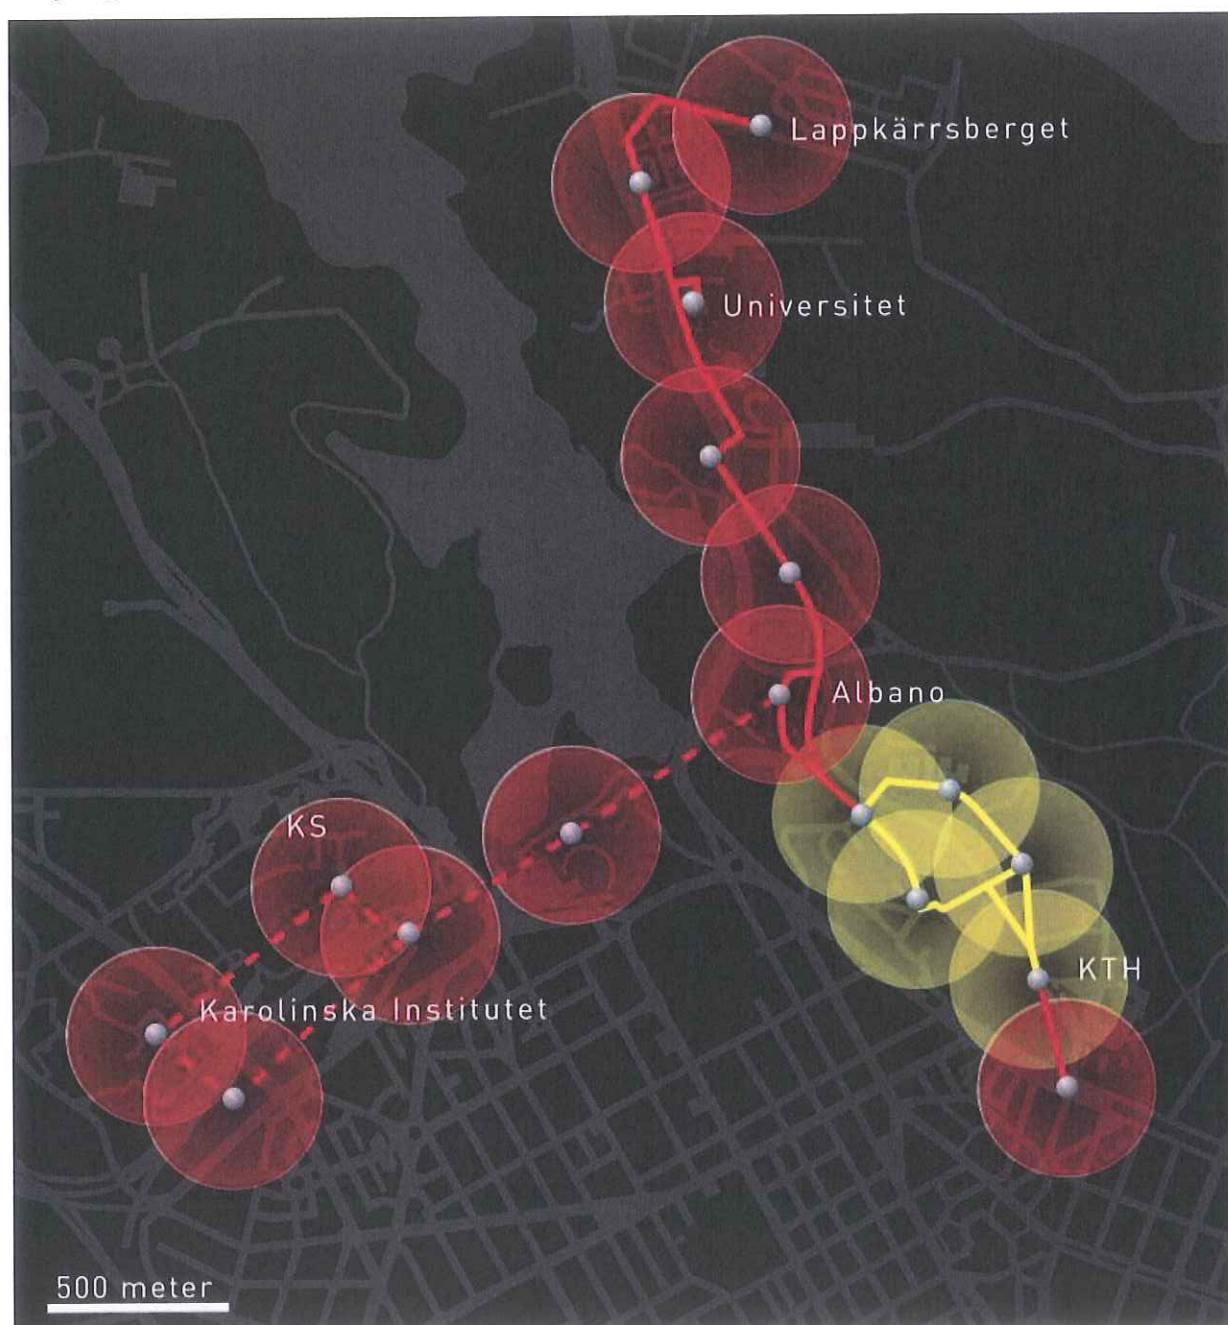 Lappkärrsberget
Universitet
Albano
KS
KTH
Karolinska Institutet
500 meter